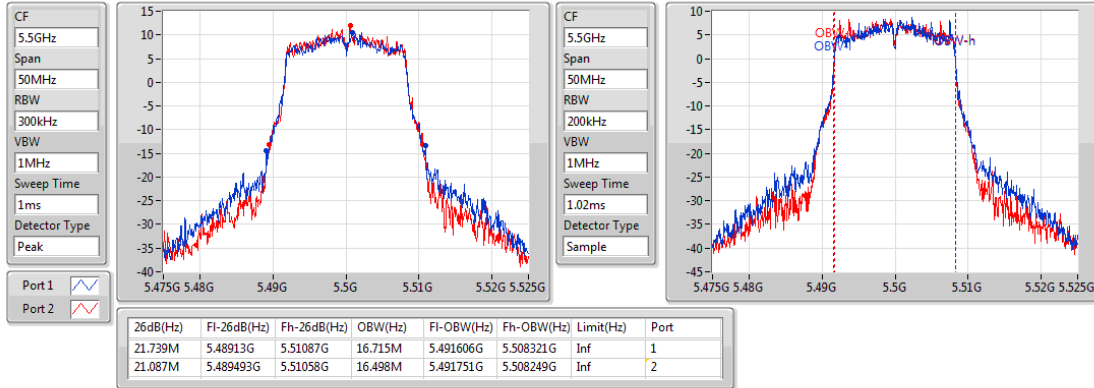 CF
5.5GHz
Span
50MHz
RBW
300kHz
VBW
1MHz
Sweep Time
1ms
Detector Type
Peak
Port 1
Port 2
15
10
5
0
-5
-10
-15
-20
-25
-30
-35
-40
5.475G 5.48G 5.49G 5.5G 5.51G 5.52G 5.525G
CF
5.5GHz
Span
50MHz
RBW
200kHz
VBW
1MHz
Sweep Time
1.02ms
Detector Type
Sample
15
10
5
0
-5
-10
-15
-20
-25
-30
-35
-40
-45
5.475G 5.48G 5.49G 5.5G 5.51G 5.52G 5.525G
26dB(Hz) Fl-26dB(Hz) Fh-26dB(Hz) OBW(Hz) Fl-OBW(Hz) Fh-OBW(Hz) Limit(Hz) Port
21.739M 5.48913G 5.51087G 16.715M 5.491606G 5.508321G Inf 1
21.087M 5.489493G 5.51058G 16.498M 5.491751G 5.508249G Inf 2